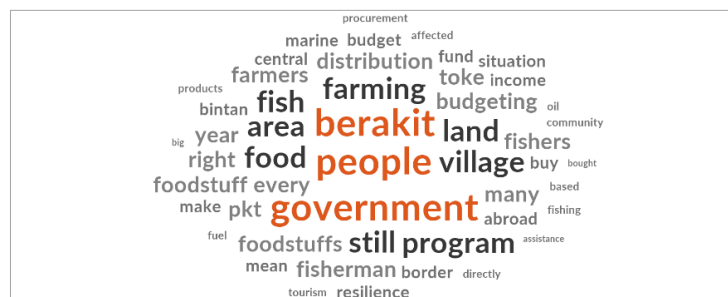 procurement
marine budget affected
central distribution fund situation
farmers toke income
products fish farming budgeting
bintan oil
year area berakit land community
big fishers
right food people village buy bought
foodstuff every many based
make pkt government abroad fishing
fuel foodstuffs still program assistance
mean fisherman border directly
tourism resilience